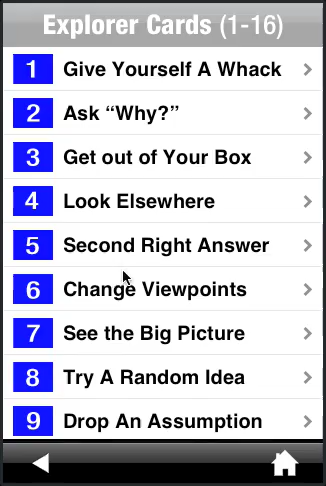 Explorer Cards (1-16)
1 Give Yourself A Whack
2 Ask “Why?”
3 Get out of Your Box
4 Look Elsewhere
5 Second Right Answer
6 Change Viewpoints
7 See the Big Picture
8 Try A Random Idea
9 Drop An Assumption